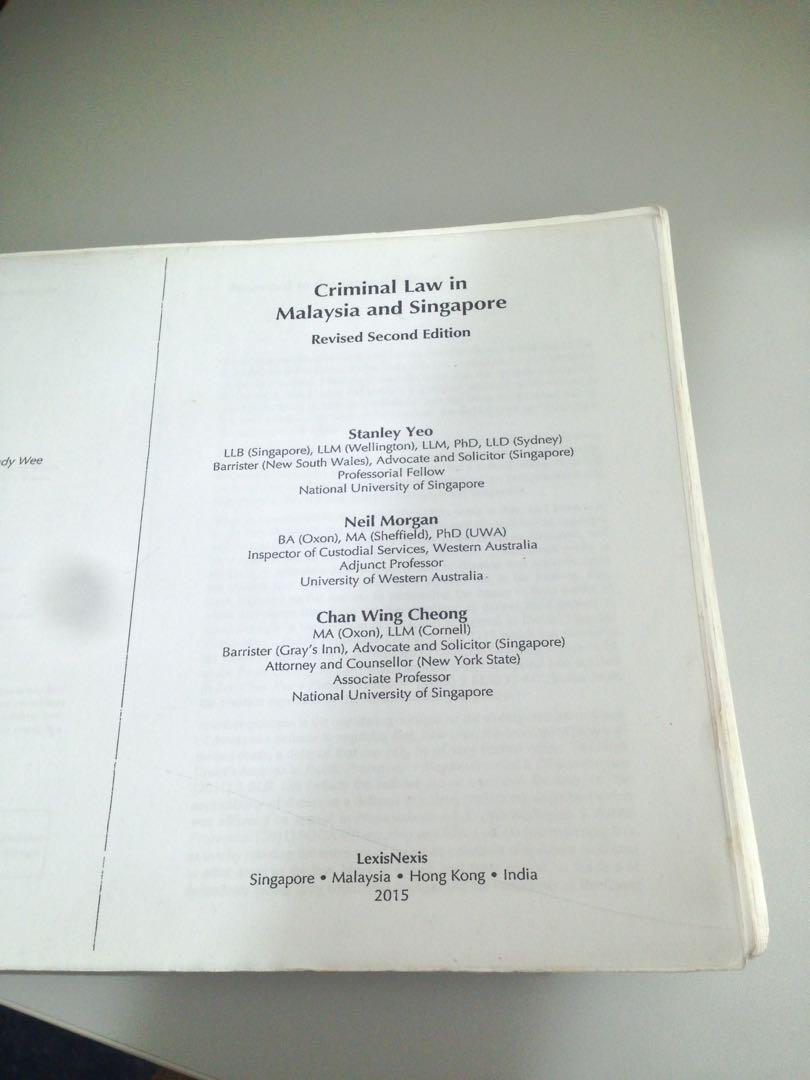 dy Wee
Criminal Law in
Malaysia and Singapore
Revised Second Edition
Stanley Yeo
LLB (Singapore), LLM (Wellington), LLM, PhD, LLD (Sydney)
Barrister (New South Wales), Advocate and Solicitor (Singapore)
Professorial Fellow
National University of Singapore
Neil Morgan
BA (Oxon), MA (Sheffield), PhD (UWA)
Inspector of Custodial Services, Western Australia
Adjunct Professor
University of Western Australia
Chan Wing Cheong
MA (Oxon), LLM (Cornell)
Barrister (Gray's Inn), Advocate and Solicitor (Singapore)
Attorney and Counsellor (New York State)
Associate Professor
National University of Singapore
LexisNexis
Singapore • Malaysia • Hong Kong • India
2015